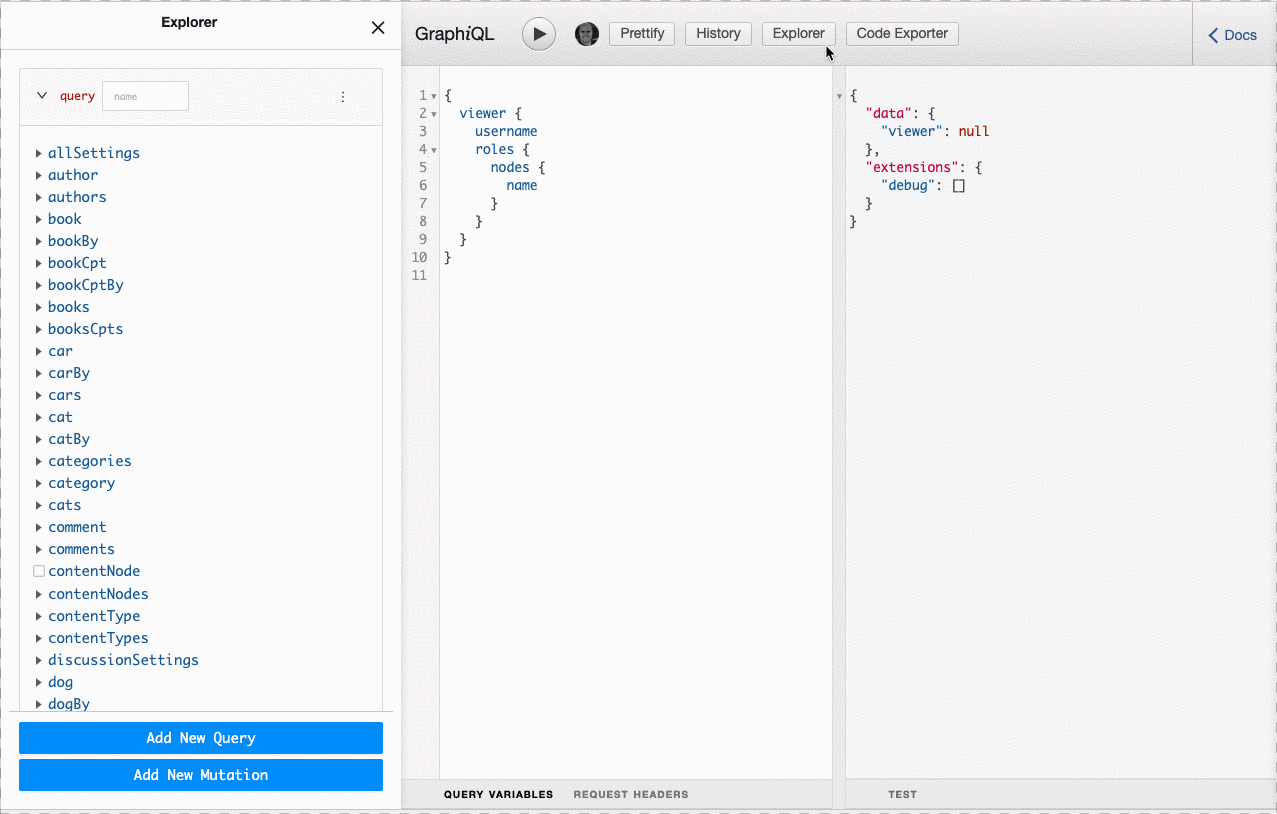 Explorer
query name
allSettings
author
authors
book
bookBy
bookCpt
bookCptBy
books
booksCpts
car
carBy
cars
cat
catBy
categories
category
cats
comment
comments
contentNode
contentNodes
contentType
contentTypes
discussionSettings
dog
dogBy
Add New Query
Add New Mutation
GraphiQL Prettify History Explorer Code Exporter Docs
1 {
2 viewer {
3 username
4 roles {
5 nodes {
6 name
7 }
8 }
9 }
10 }
11
{
"data": {
"viewer": null
},
"extensions": {
"debug": []
}
}
QUERY VARIABLES REQUEST HEADERS
TEST